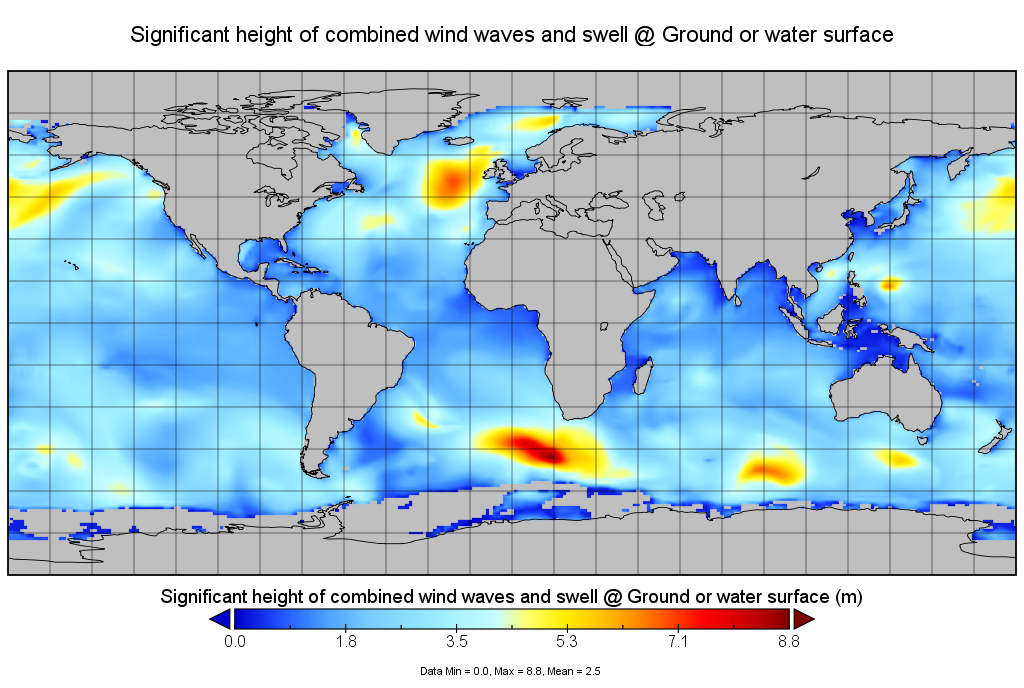 Significant height of combined wind waves and swell @ Ground or water surface
Significant height of combined wind waves and swell @ Ground or water surface (m)
0.0 1.8 3.5 5.3 7.1 8.8
Data Min = 0.0, Max = 8.8, Mean = 2.5